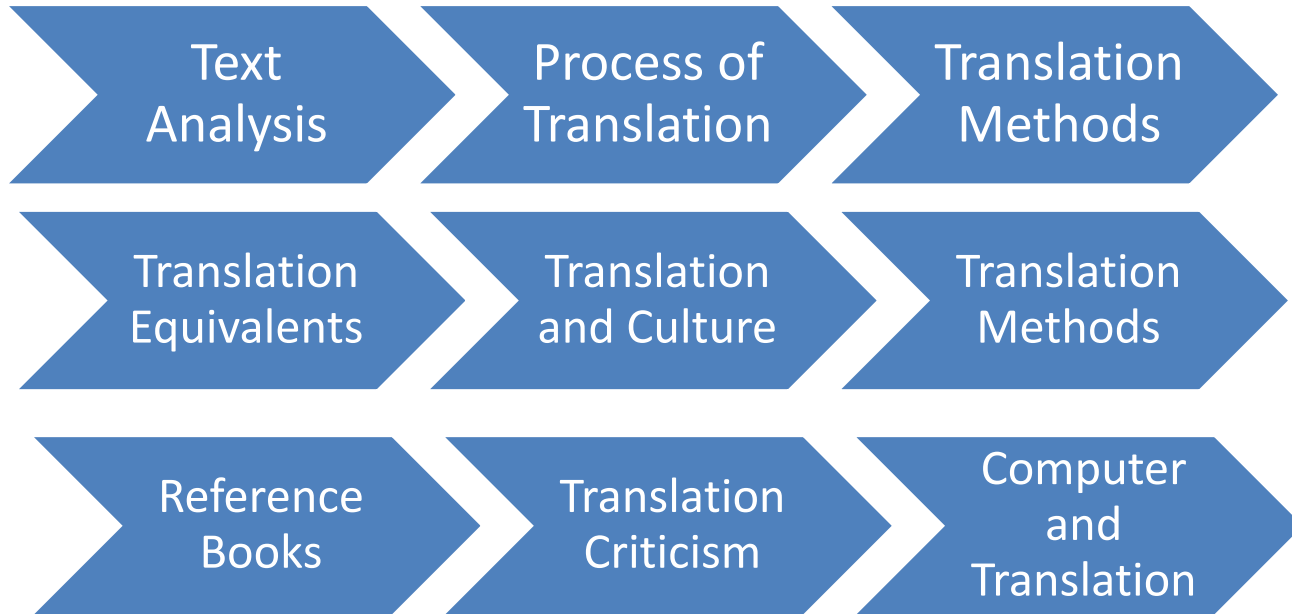 Text
Analysis
Process of
Translation
Translation
Methods
Translation
Equivalents
Translation
and Culture
Translation
Methods
Reference
Books
Translation
Criticism
Computer
and
Translation